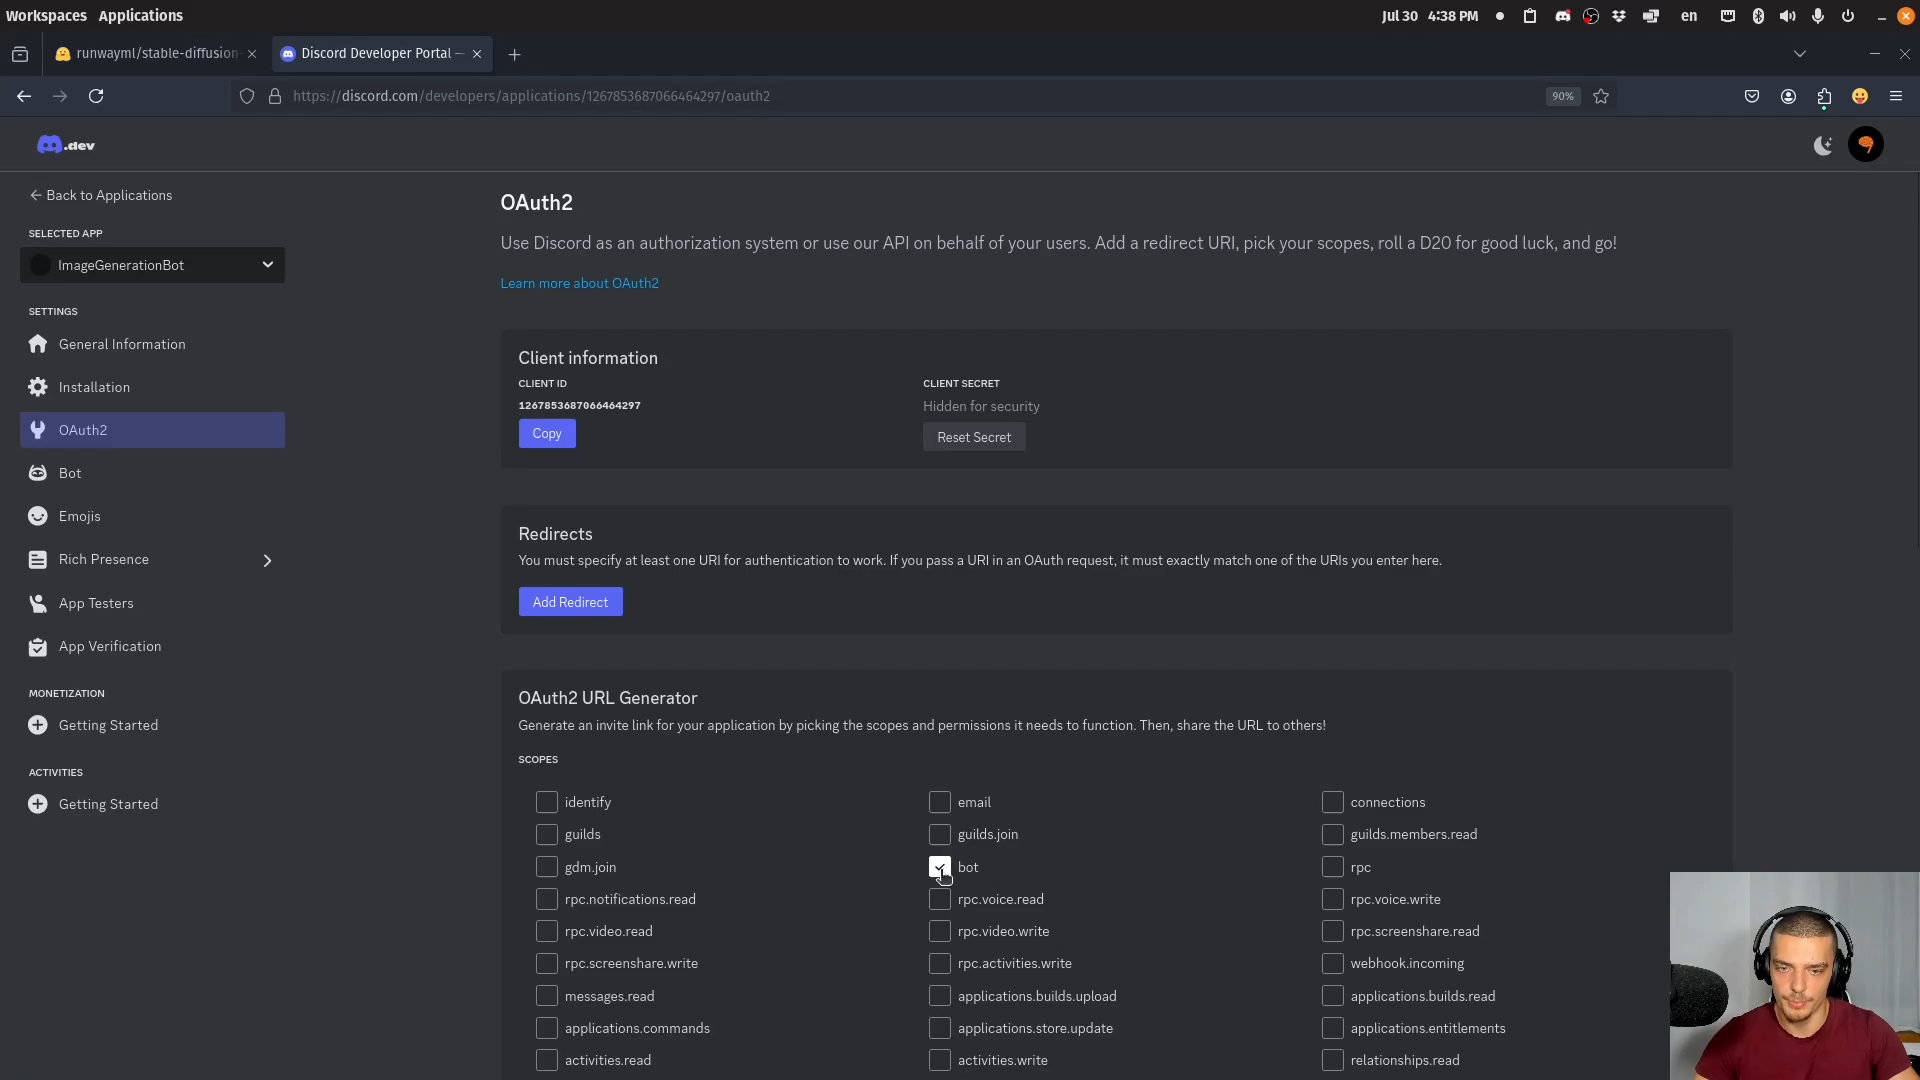 Workspaces Applications
Jul 30 4:38 PM
en
runwayml/stable-diffusion-
Discord Developer Portal —
https://discord.com/developers/applications/1267853687066464297/oauth2
90%
.dev
Back to Applications
SELECTED APP
ImageGenerationBot
SETTINGS
General Information
Installation
OAuth2
Bot
Emojis
Rich Presence
App Testers
App Verification
MONETIZATION
Getting Started
ACTIVITIES
Getting Started
OAuth2
Use Discord as an authorization system or use our API on behalf of your users. Add a redirect URI, pick your scopes, roll a D20 for good luck, and go!
Learn more about OAuth2
Client information
CLIENT ID
1267853687066464297
Copy
CLIENT SECRET
Hidden for security
Reset Secret
Redirects
You must specify at least one URI for authentication to work. If you pass a URI in an OAuth request, it must exactly match one of the URIs you enter here.
Add Redirect
OAuth2 URL Generator
Generate an invite link for your application by picking the scopes and permissions it needs to function. Then, share the URL to others!
SCOPES
identify email connections
guilds guilds.join guilds.members.read
gdm.join bot rpc
rpc.notifications.read rpc.voice.read rpc.voice.write
rpc.video.read rpc.video.write rpc.screenshare.read
rpc.screenshare.write rpc.activities.write webhook.incoming
messages.read applications.builds.upload applications.builds.read
applications.commands applications.store.update applications.entitlements
activities.read activities.write relationships.read